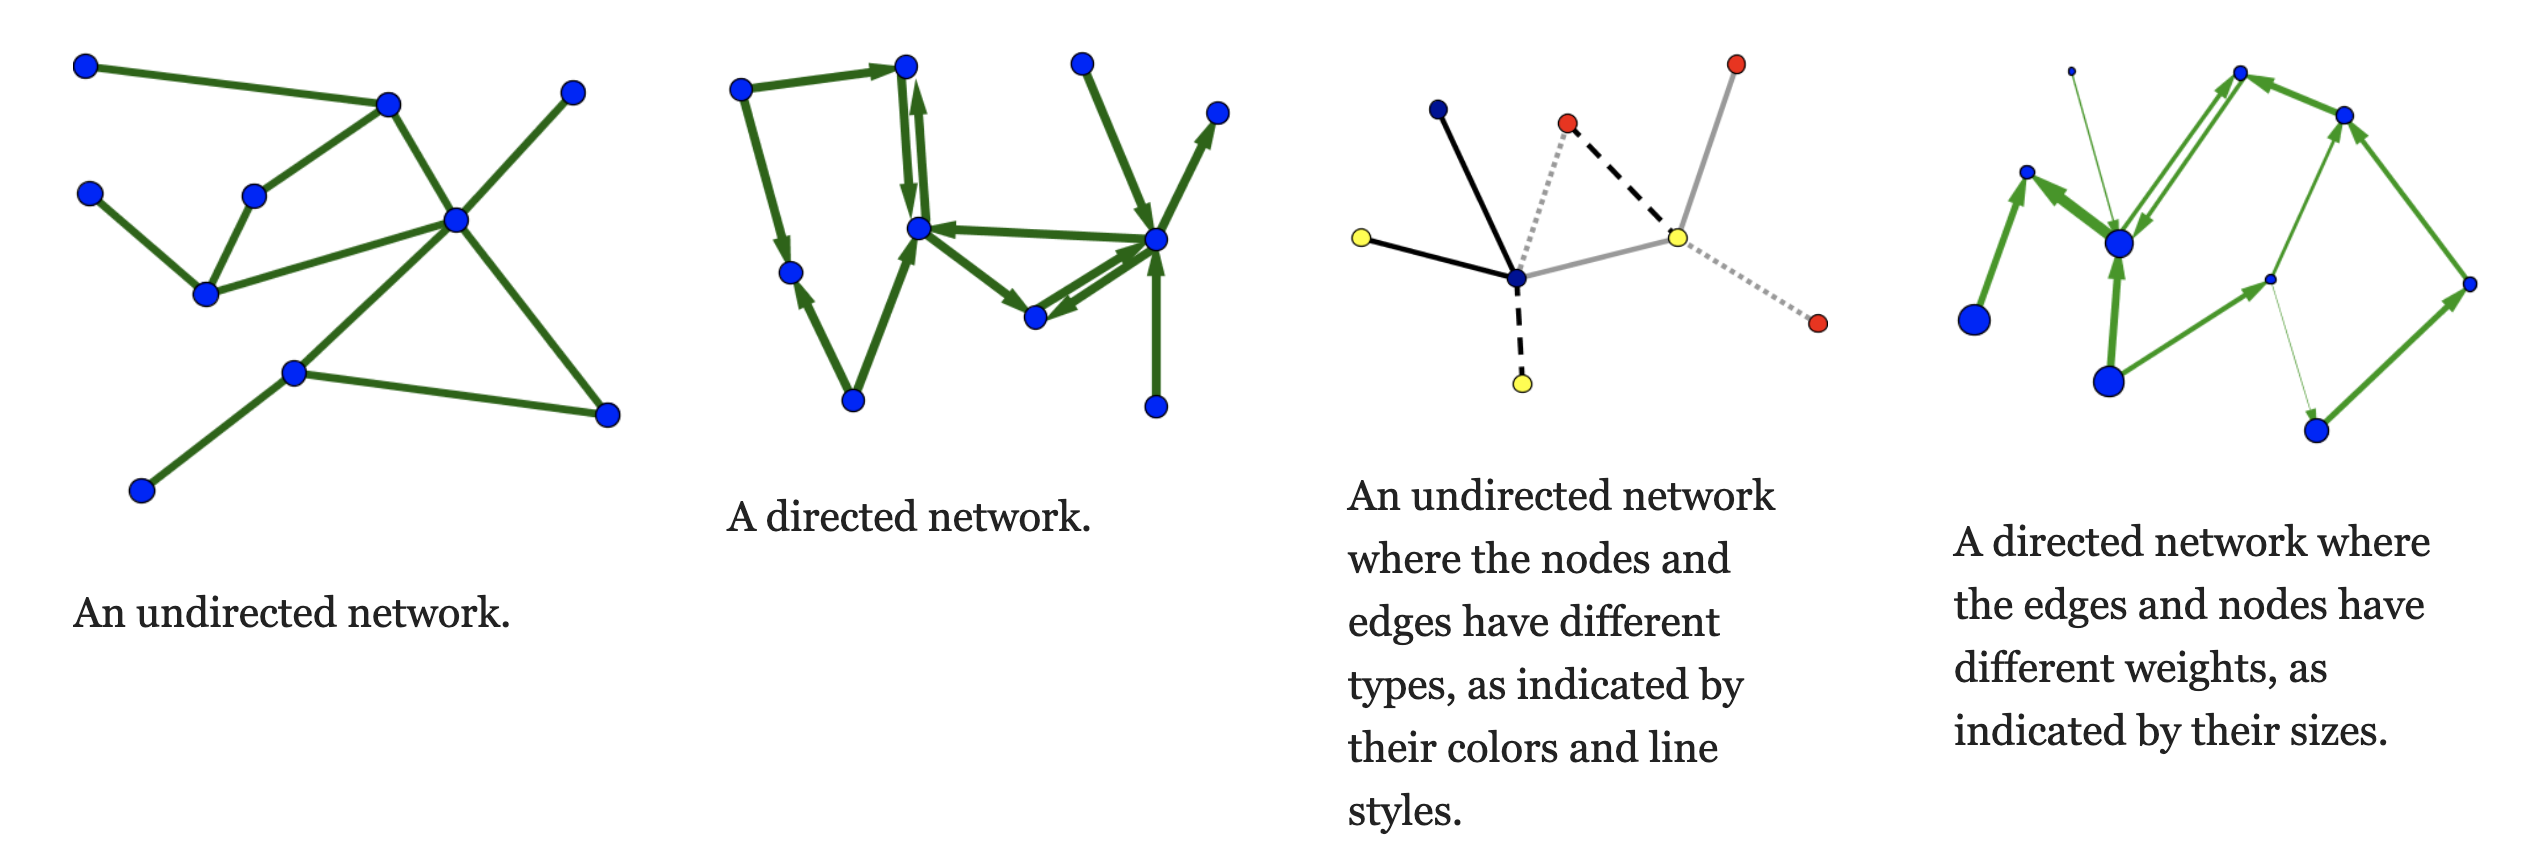 An undirected network.
A directed network.
An undirected network
where the nodes and
edges have different
types, as indicated by
their colors and line
styles.
A directed network where
the edges and nodes have
different weights, as
indicated by their sizes.